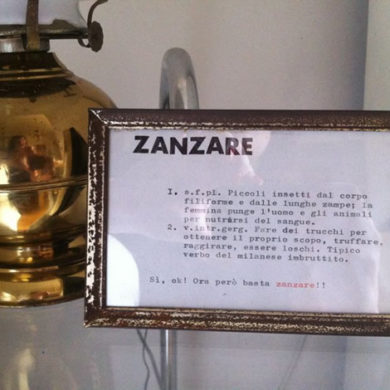 ZANZARE
1. s.f.pl. Piccoli insetti dal corpo
filiforme e dalle lunghe zampe; la
femmina punge l'uomo e gli animali
per nutrirsi del sangue.
2. v.intr.gerg. Fare dei trucchi per
ottenere il proprio scopo, truffare,
raggirare, essere loschi. Tipico
verbo del milanese imbruttito.
Sì, ok! Ora però basta zanzare!!